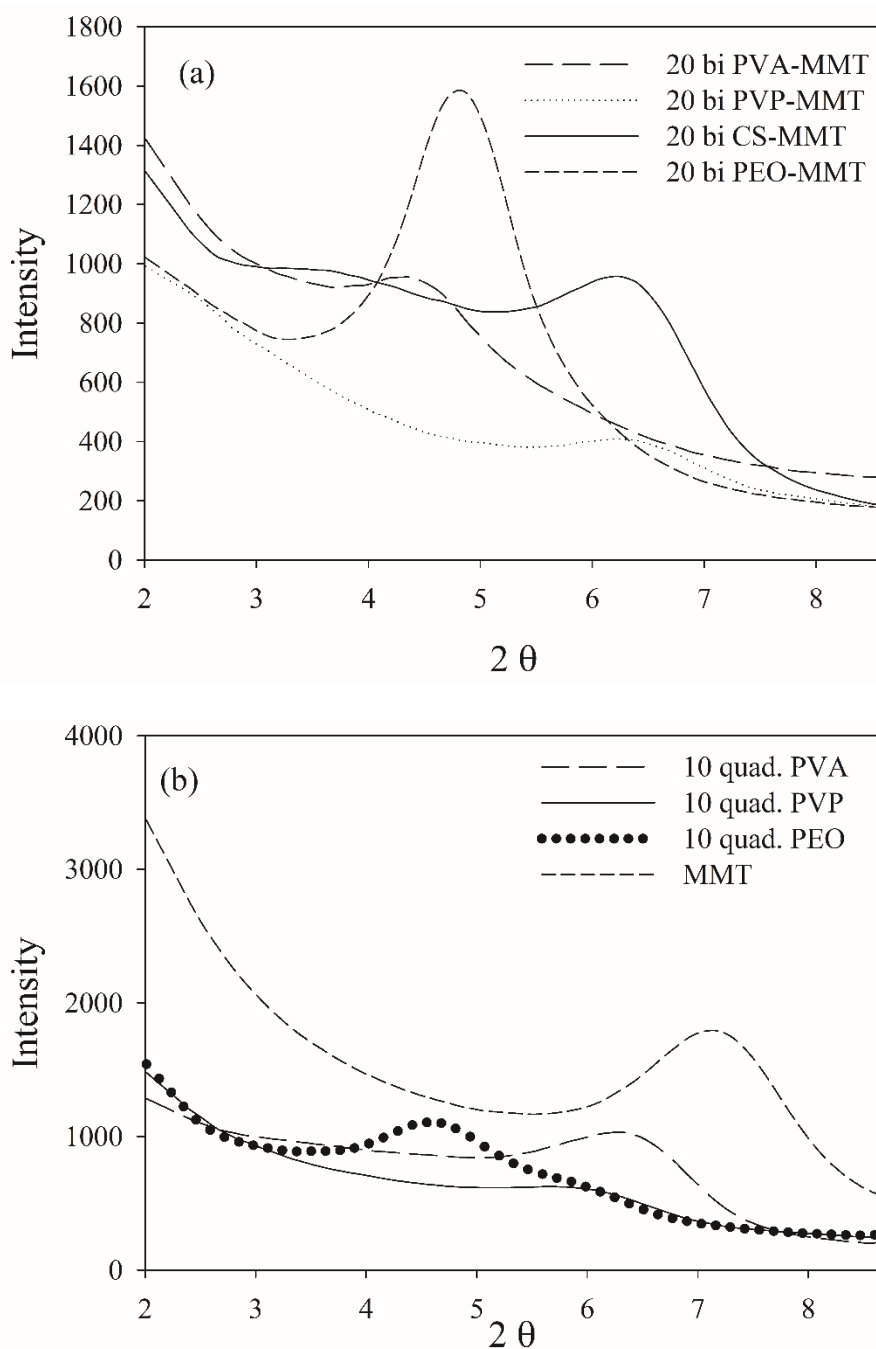 1800
(a)
20 bi PVA-MMT
1600
20 bi PVP-MMT
1400
20 bi CS-MMT
20 bi PEO-MMT
1200
1000
Intensity
800
600
400
200
0
2 3 4 5 6 7 8
2 θ
4000
(b)
10 quad. PVA
10 quad. PVP
10 quad. PEO
MMT
3000
Intensity
2000
1000
0
2 3 4 5 6 7 8
2 θ